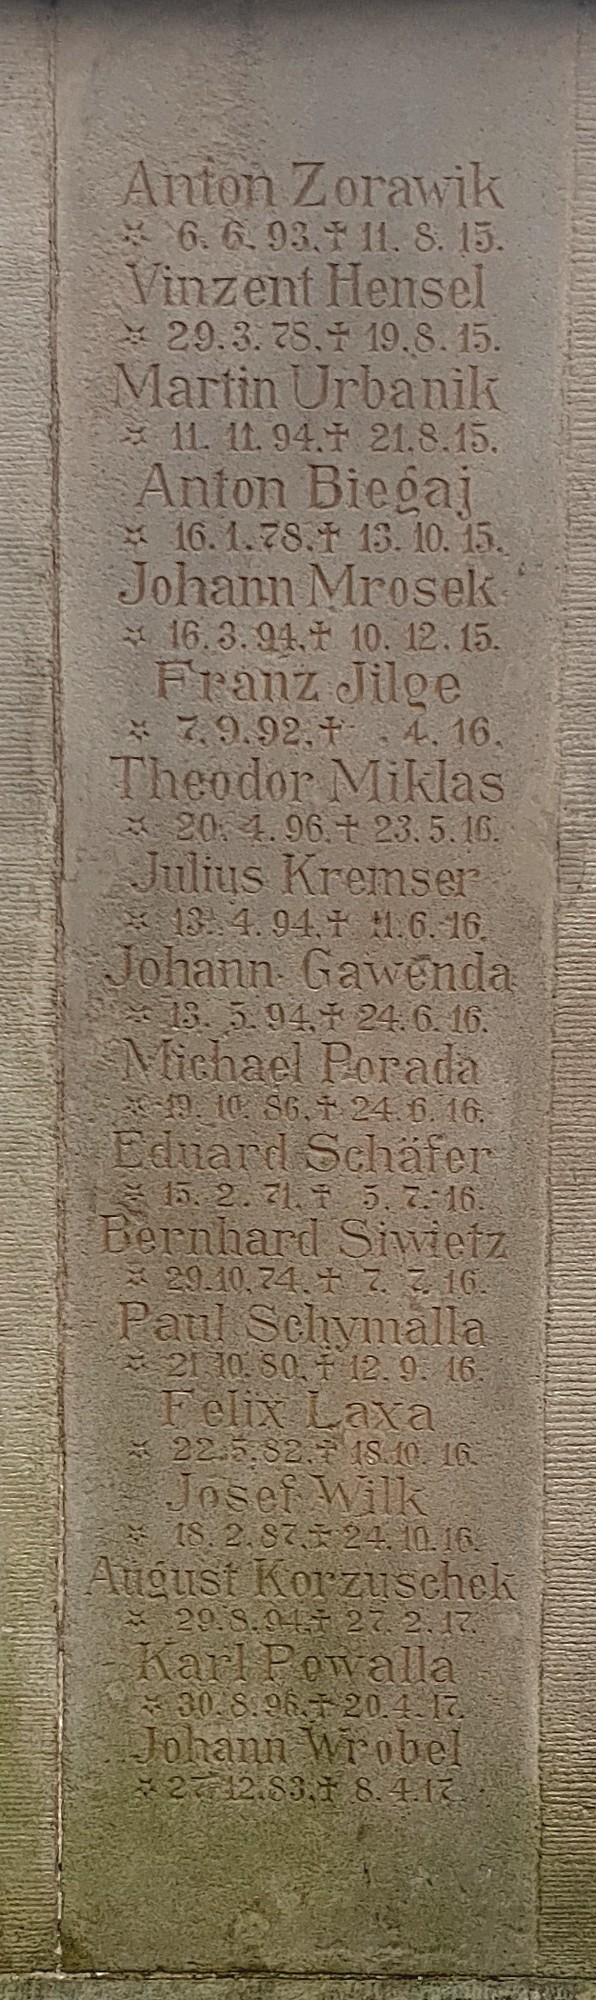 Anton Zorawik
✡ 6. 6. 93. ✝ 11. 8. 15.
Vinzent Hensel
✡ 29. 3. 78. ✝ 19. 8. 15.
Martin Urbanik
✡ 11. 11. 94. ✝ 21. 8. 15.
Anton Biegaj
✡ 16. 1. 78. ✝ 13. 10. 15.
Johann Mrosek
✡ 16. 3. 94. ✝ 10. 12. 15.
Franz Jilge
✡ 7. 9. 92. ✝ . 4. 16.
Theodor Miklas
✡ 20. 4. 96. ✝ 23. 5. 16.
Julius Kremser
✡ 13. 4. 94. ✝ 11. 6. 16.
Johann Gawenda
✡ 13. 5. 94. ✝ 24. 6. 16.
Michael Porada
✡ 19. 10. 86. ✝ 24. 6. 16.
Eduard Schäfer
✡ 15. 2. 71. ✝ 5. 7. 16.
Bernhard Siwietz
✡ 29. 10. 74. ✝ 7. 7. 16.
Paul Schymalla
✡ 21. 10. 80. ✝ 12. 9. 16.
Felix Laxa
✡ 22. 5. 82. ✝ 18. 10. 16.
Josef Wilk
✡ 18. 2. 87. ✝ 24. 10. 16.
August Korzuschek
✡ 29. 8. 94. ✝ 27. 2. 17.
Karl Powalla
✡ 30. 8. 96. ✝ 20. 4. 17.
Johann Wrobel
✡ 27. 12. 83. ✝ 8. 4. 17.